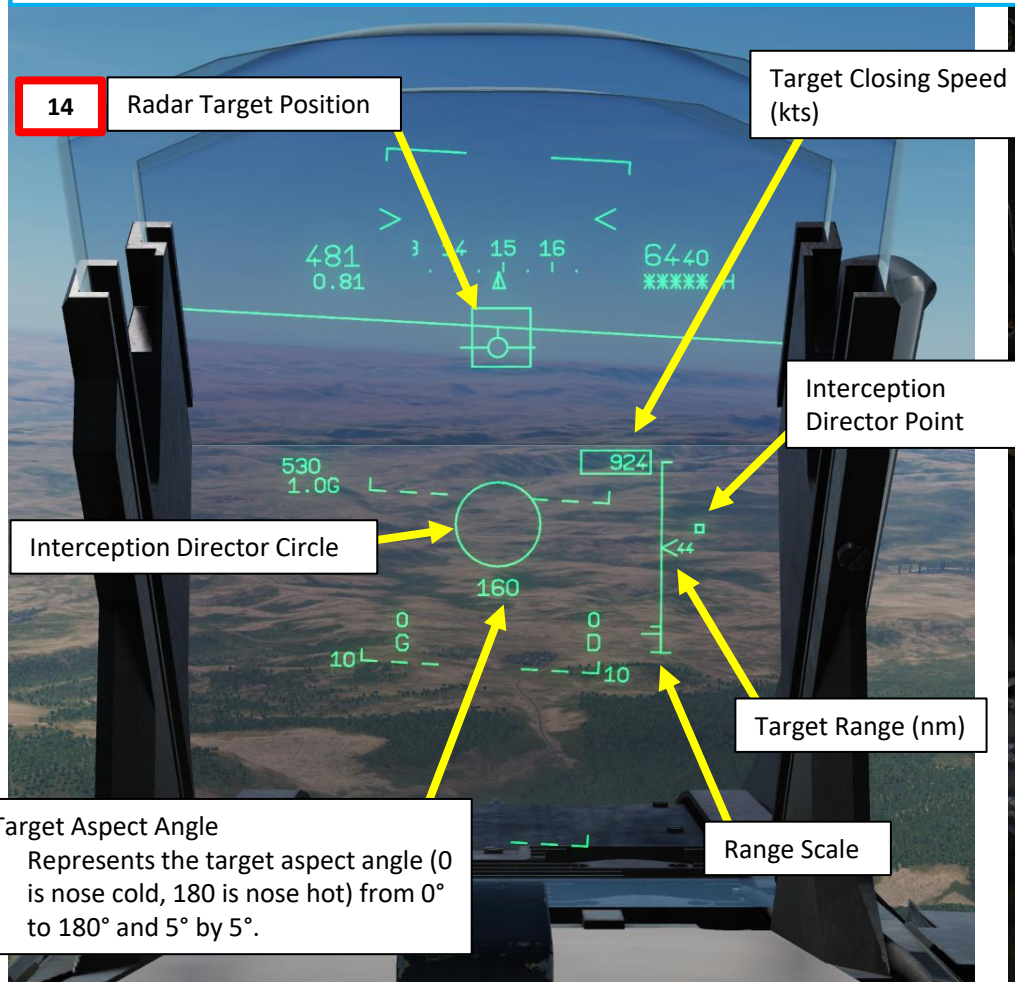 14
Radar Target Position
Target Closing Speed
(kts)
14 15 16
481
0.81
6440
***** H
Interception
Director Point
530
1.0G
924
Interception Director Circle
<44
160
0 0
G D
10 10
Target Range (nm)
Target Aspect Angle
Represents the target aspect angle (0
is nose cold, 180 is nose hot) from 0°
to 180° and 5° by 5°.
Range Scale